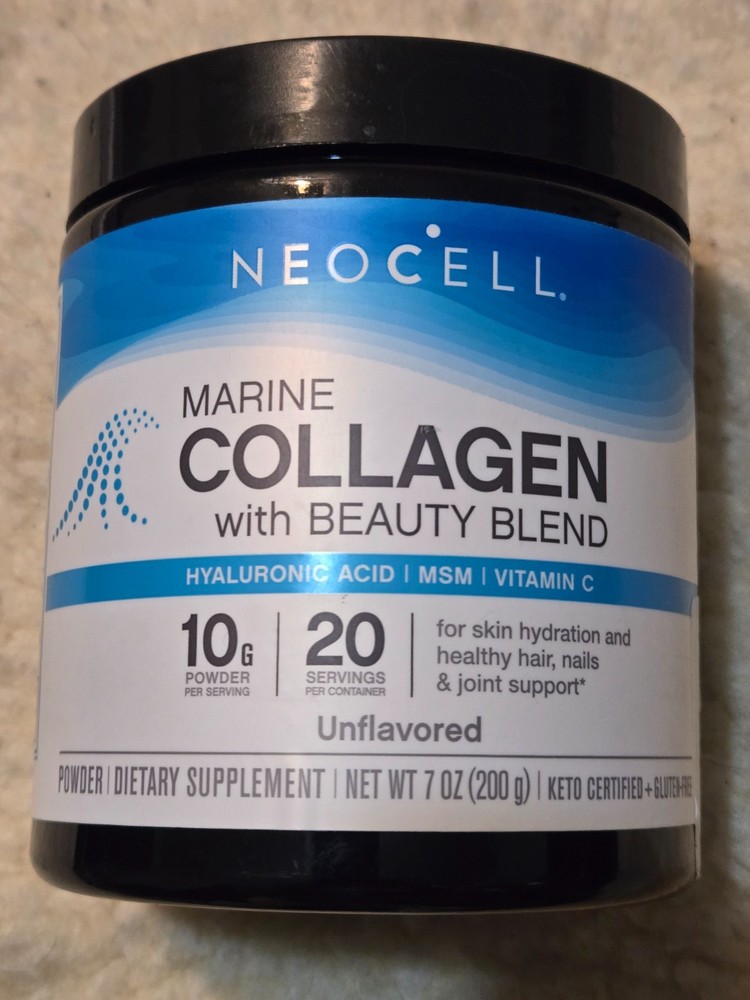 NEOCELL®
MARINE
COLLAGEN
with BEAUTY BLEND
HYALURONIC ACID | MSM | VITAMIN C
10G
POWDER
PER SERVING
20
SERVINGS
PER CONTAINER
for skin hydration and
healthy hair, nails
& joint support*
Unflavored
POWDER | DIETARY SUPPLEMENT | NET WT 7 OZ (200 g) | KETO CERTIFIED + GLUTEN-FREE